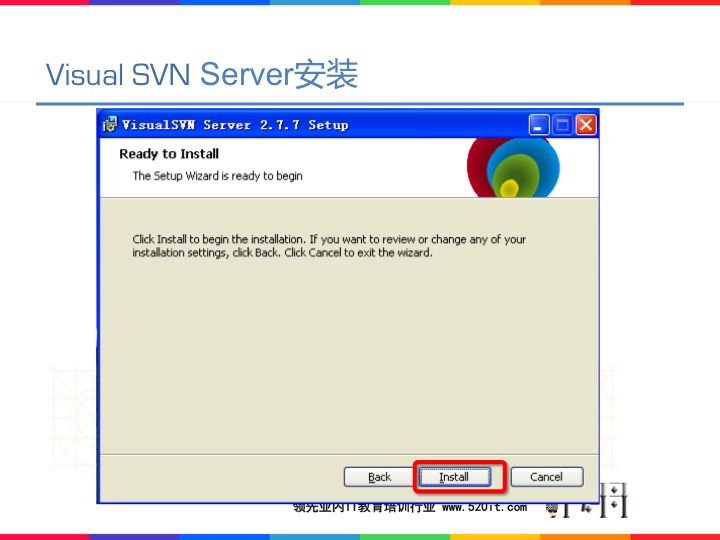 Visual SVN Server安装
VisualSVN Server 2.7.7 Setup
Ready to Install
The Setup Wizard is ready to begin
Click Install to begin the installation. If you want to review or change any of your
installation settings, click Back. Click Cancel to exit the wizard.
Back
Install
Cancel
领先业内IT教育培训行业 www.520it.com